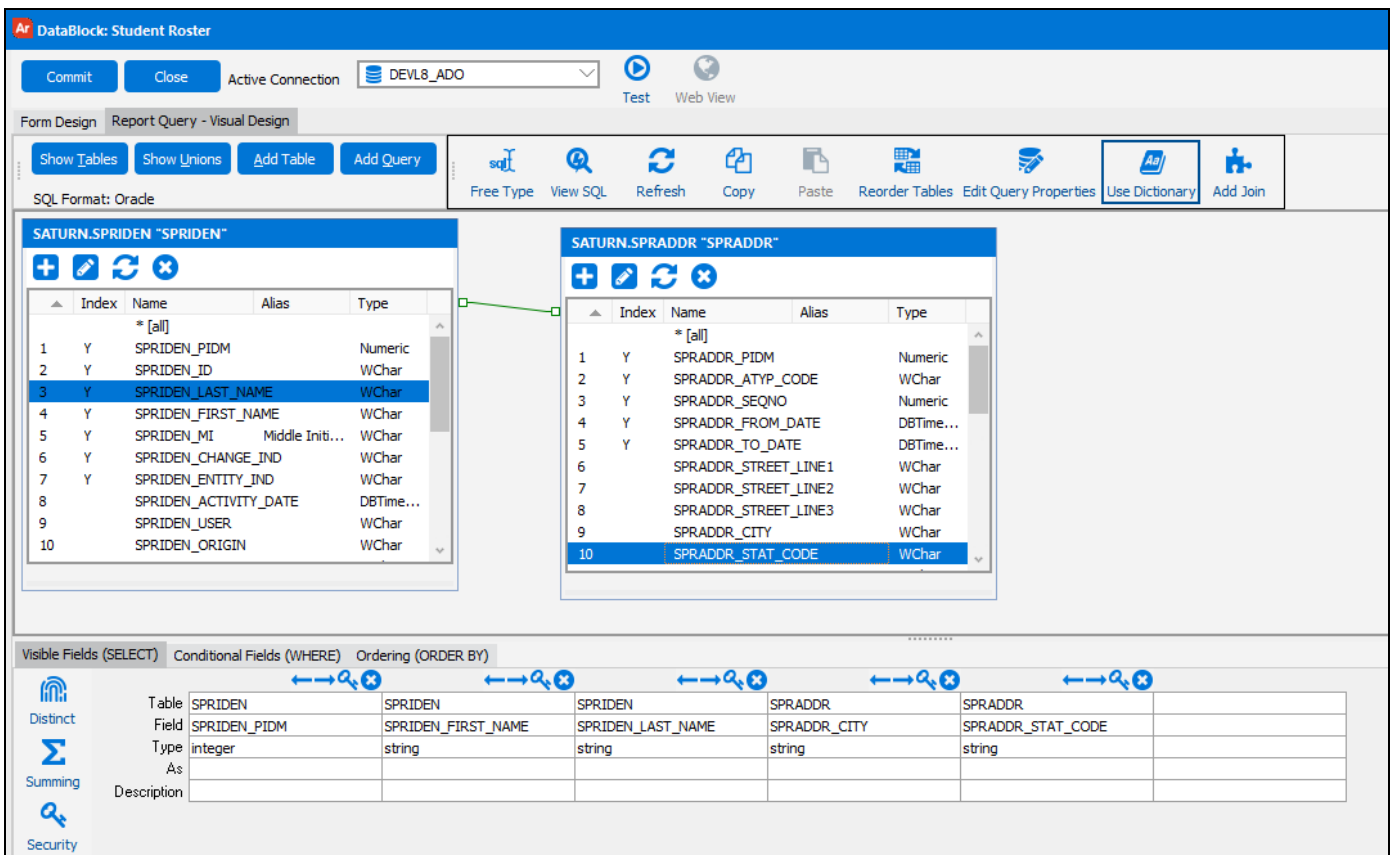 Ar DataBlock: Student Roster
Commit Close Active Connection DEVL8_ADO
Test Web View
Form Design Report Query - Visual Design
Show Tables Show Unions Add Table Add Query
sql Free Type View SQL Refresh Copy Paste Reorder Tables Edit Query Properties Aa Use Dictionary Add Join
SQL Format: Oracle
SATURN.SPRIDEN "SPRIDEN"
Index Name Alias Type
* [all]
1 Y SPRIDEN_PIDM Numeric
2 Y SPRIDEN_ID WChar
3 Y SPRIDEN_LAST_NAME WChar
4 Y SPRIDEN_FIRST_NAME WChar
5 Y SPRIDEN_MI Middle Initi... WChar
6 Y SPRIDEN_CHANGE_IND WChar
7 Y SPRIDEN_ENTITY_IND WChar
8 SPRIDEN_ACTIVITY_DATE DBTime...
9 SPRIDEN_USER WChar
10 SPRIDEN_ORIGIN WChar
SATURN.SPRADDR "SPRADDR"
Index Name Alias Type
* [all]
1 Y SPRADDR_PIDM Numeric
2 Y SPRADDR_ATYP_CODE WChar
3 Y SPRADDR_SEQNO Numeric
4 Y SPRADDR_FROM_DATE DBTime...
5 Y SPRADDR_TO_DATE DBTime...
6 SPRADDR_STREET_LINE1 WChar
7 SPRADDR_STREET_LINE2 WChar
8 SPRADDR_STREET_LINE3 WChar
9 SPRADDR_CITY WChar
10 SPRADDR_STAT_CODE WChar
Visible Fields (SELECT) Conditional Fields (WHERE) Ordering (ORDER BY)
Distinct
Summing
Security
Table SPRIDEN SPRIDEN SPRIDEN SPRADDR SPRADDR
Field SPRIDEN_PIDM SPRIDEN_FIRST_NAME SPRIDEN_LAST_NAME SPRADDR_CITY SPRADDR_STAT_CODE
Type integer string string string string
As
Description